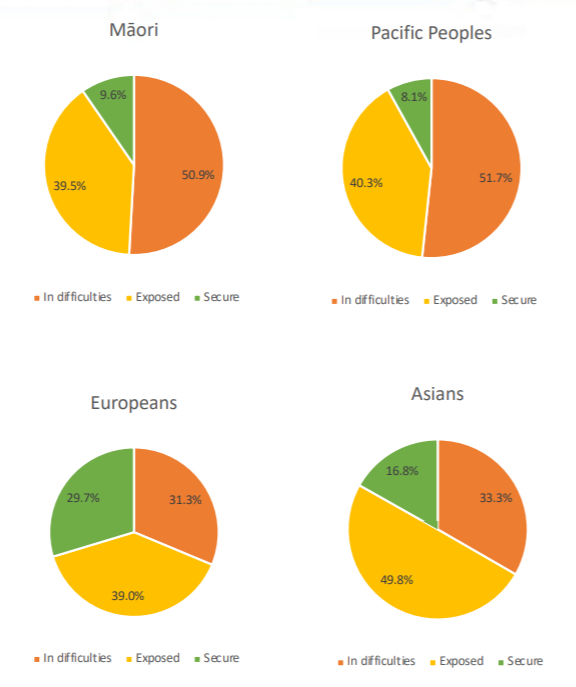 Māori
9.6%
50.9%
39.5%
In difficulties Exposed Secure
Pacific Peoples
8.1%
51.7%
40.3%
In difficulties Exposed Secure
Europeans
29.7%
31.3%
39.0%
In difficulties Exposed Secure
Asians
16.8%
33.3%
49.8%
In difficulties Exposed Secure